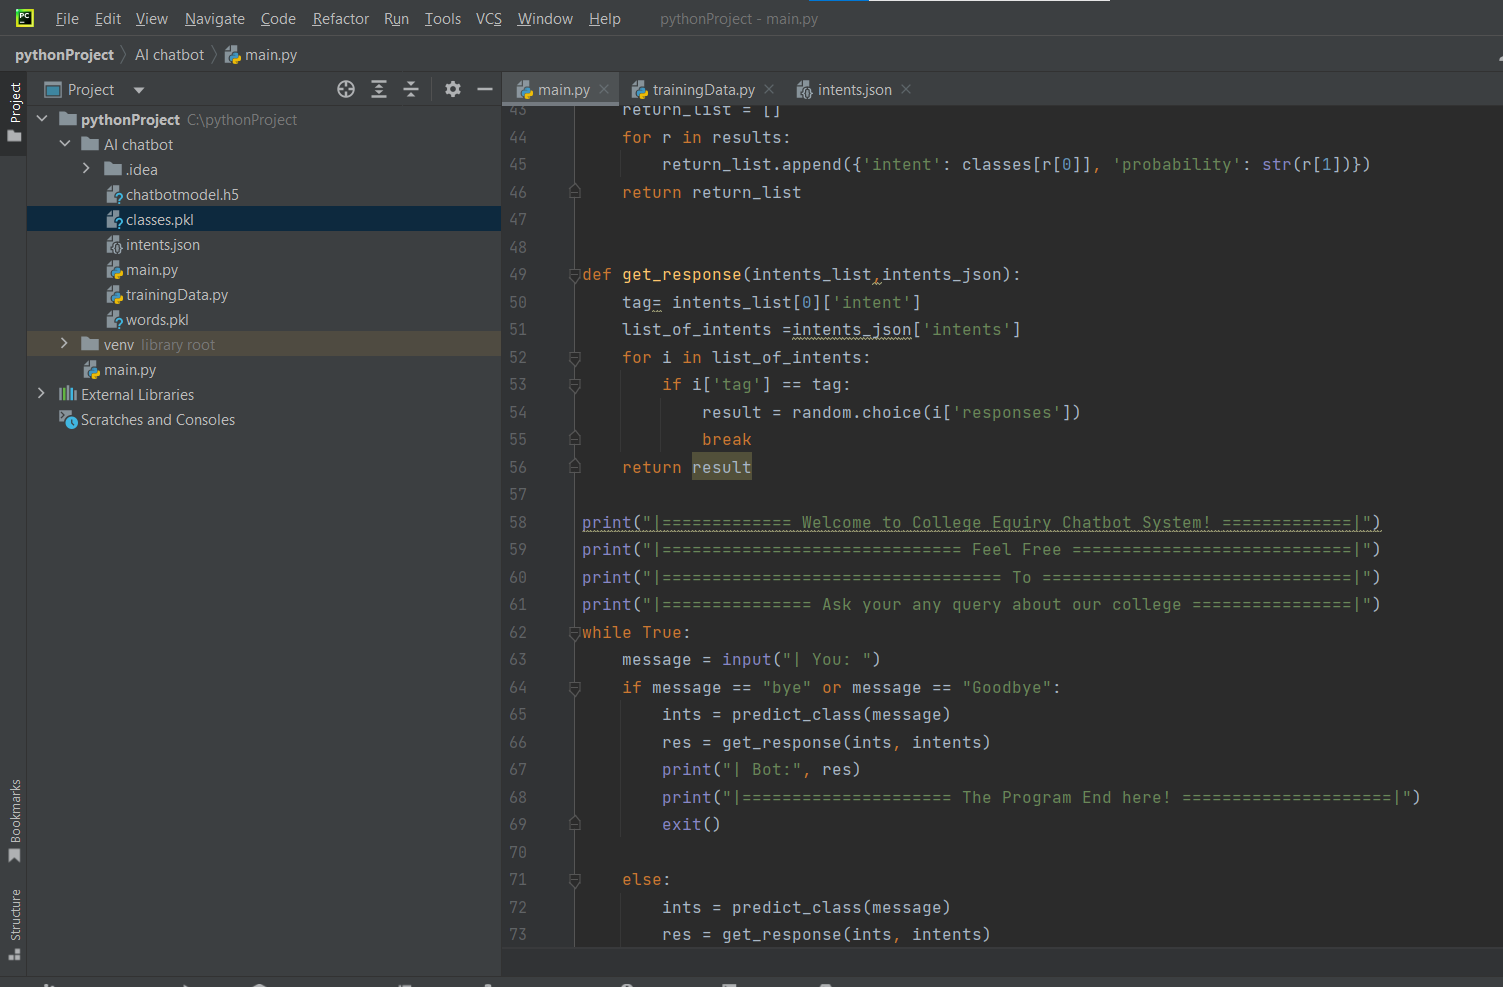 PC
File Edit View Navigate Code Refactor Run Tools VCS Window Help pythonProject - main.py
pythonProject AI chatbot main.py
Project
Project
main.py trainingData.py intents.json
pythonProject C:\pythonProject
AI chatbot
.idea
chatbotmodel.h5
classes.pkl
intents.json
main.py
trainingData.py
words.pkl
venv library root
main.py
External Libraries
Scratches and Consoles
Bookmarks
Structure
43 return_list = []
44 for r in results:
45 return_list.append({'intent': classes[r[0]], 'probability': str(r[1])})
46 return return_list
47
48
49 def get_response(intents_list,intents_json):
50 tag= intents_list[0]['intent']
51 list_of_intents =intents_json['intents']
52 for i in list_of_intents:
53 if i['tag'] == tag:
54 result = random.choice(i['responses'])
55 break
56 return result
57
58 print("|============= Welcome to College Equiry Chatbot System! =============|")
59 print("|============================== Feel Free ============================|")
60 print("|================================== To ===============================|")
61 print("|=============== Ask your any query about our college ================|")
62 while True:
63 message = input("| You: ")
64 if message == "bye" or message == "Goodbye":
65 ints = predict_class(message)
66 res = get_response(ints, intents)
67 print("| Bot:", res)
68 print("|===================== The Program End here! =====================|")
69 exit()
70
71 else:
72 ints = predict_class(message)
73 res = get_response(ints, intents)